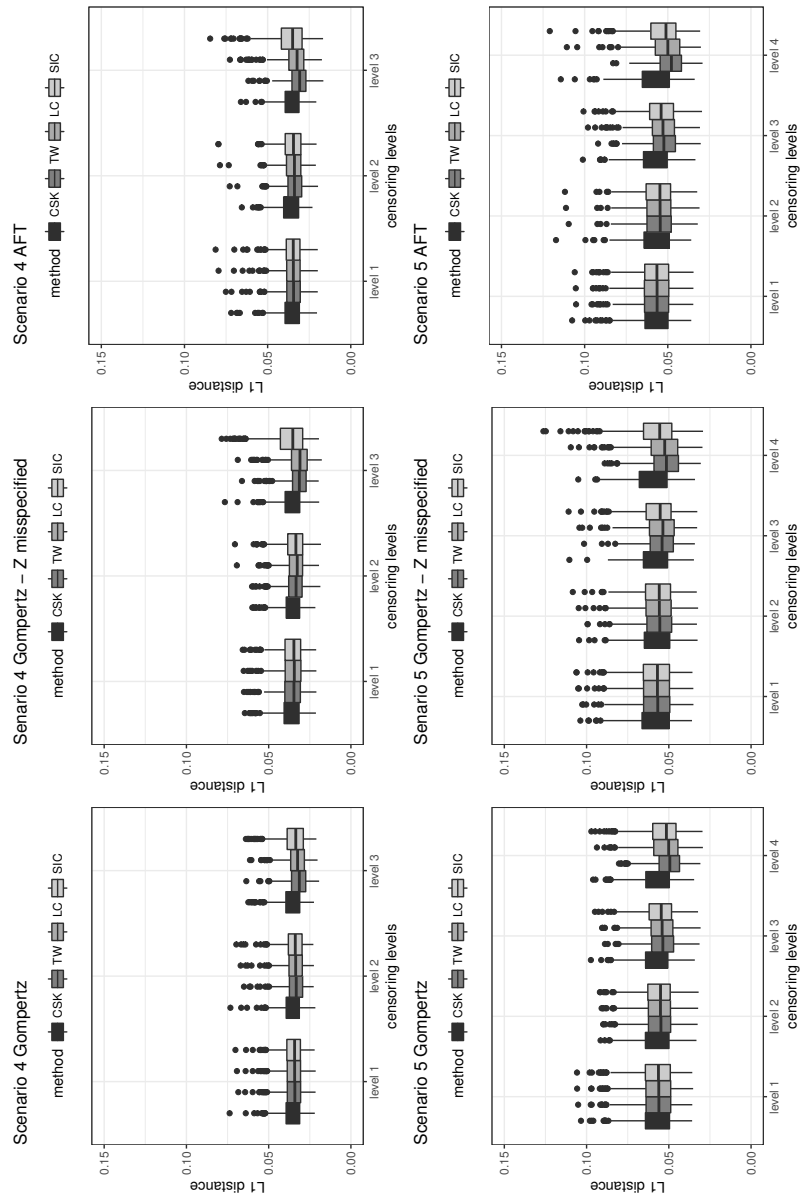 Scenario 4 Gompertz
method CSK TW LC SIC
0.15
0.10
0.05
0.00
L1 distance
level 1 level 2 level 3
censoring levels
Senario 4 Gompertz − Z misspecified
method CSK TW LC SIC
0.15
0.10
0.05
0.00
L1 distance
level 1 level 2 level 3
censoring levels
Scenario 4 AFT
method CSK TW LC SIC
0.15
0.10
0.05
0.00
L1 distance
level 1 level 2 level 3
censoring levels
Scenario 5 Gompertz
method CSK TW LC SIC
0.15
0.10
0.05
0.00
L1 distance
level 1 level 2 level 3 level 4
censoring levels
Senario 5 Gompertz − Z misspecified
method CSK TW LC SIC
0.15
0.10
0.05
0.00
L1 distance
level 1 level 2 level 3 level 4
censoring levels
Scenario 5 AFT
method CSK TW LC SIC
0.15
0.10
0.05
0.00
L1 distance
level 1 level 2 level 3 level 4
censoring levels